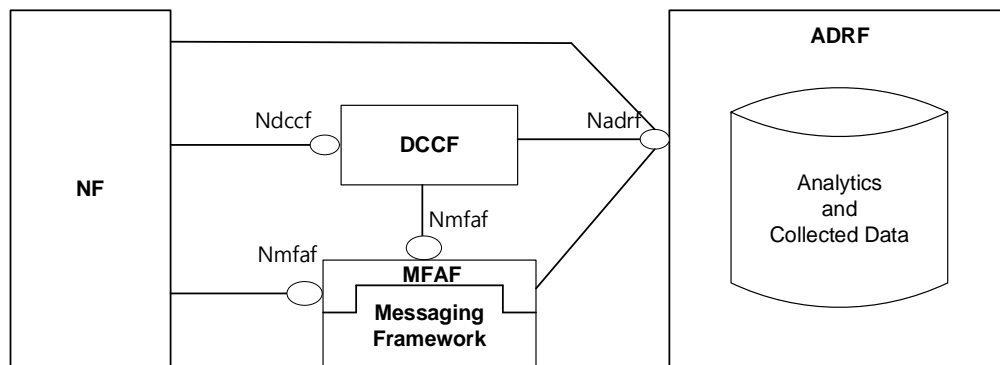 ADRF
Ndccf
Nadrf
DCCF
NF
Analytics
and
Collected Data
Nmfaf
Nmfaf
MFAF
Messaging
Framework